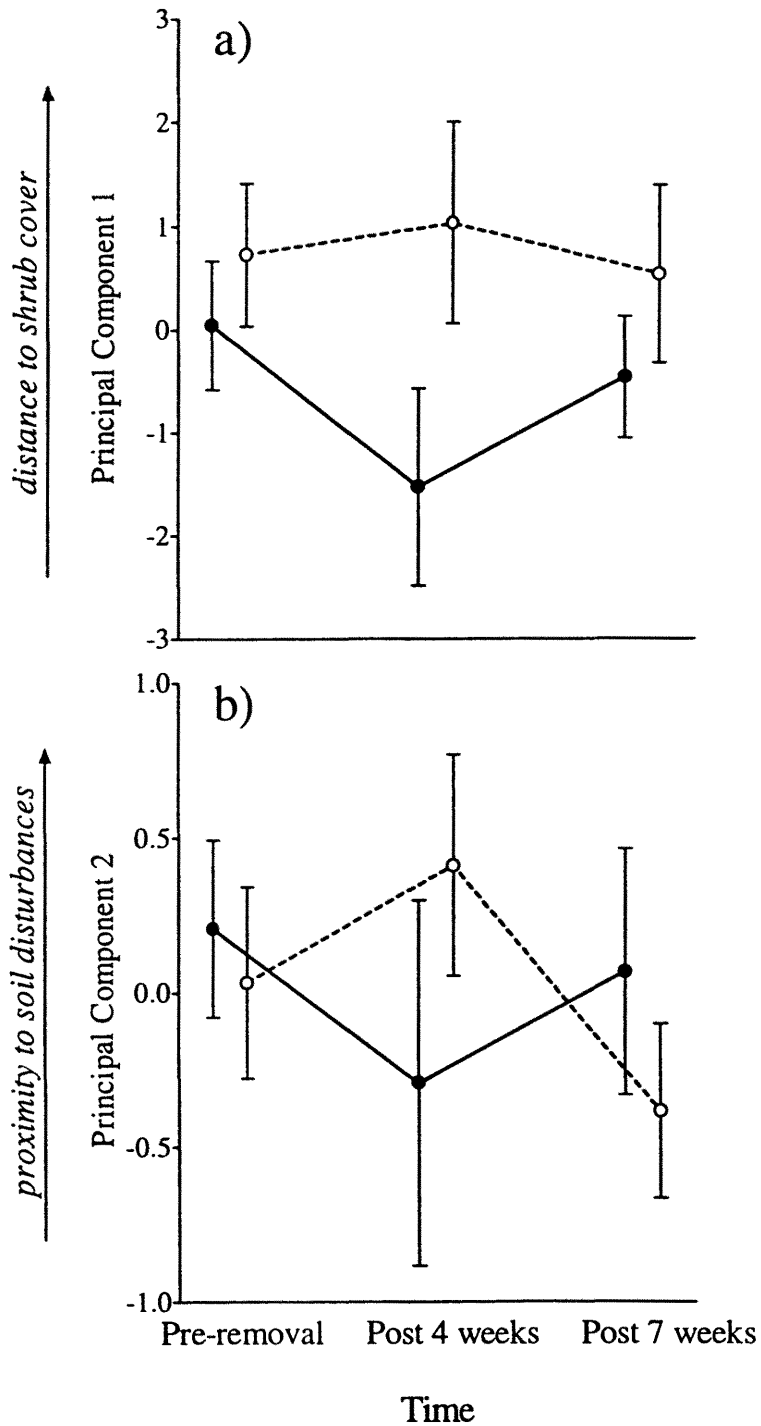 a)
distance to shrub cover
Principal Component 1
3
2
1
0
-1
-2
-3
b)
proximity to soil disturbances
Principal Component 2
1.0
0.5
0.0
-0.5
-1.0
Pre-removal Post 4 weeks Post 7 weeks
Time